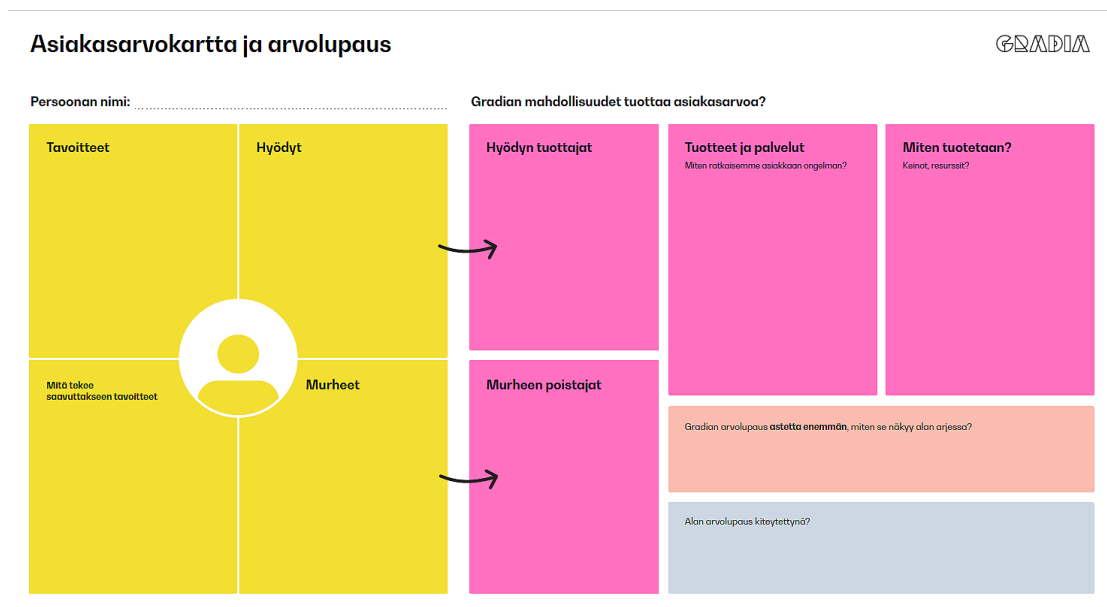 Asiakasarvokartta ja arvolupaus
GRADIA
Persoonan nimi:
Gradian mahdollisuudet tuottaa asiakasarvoa?
Tavoitteet
Hyödyt
Mitä tekee
saavuttakseen tavoitteet
Murheet
Hyödyn tuottajat
Murheen poistajat
Tuotteet ja palvelut
Miten ratkaisemme asiakkaan ongelman?
Miten tuotetaan?
Keinot, resurssit?
Gradian arvolupaus astetta enemmän, miten se näkyy alan arjessa?
Alan arvolupaus kiteytettynä?